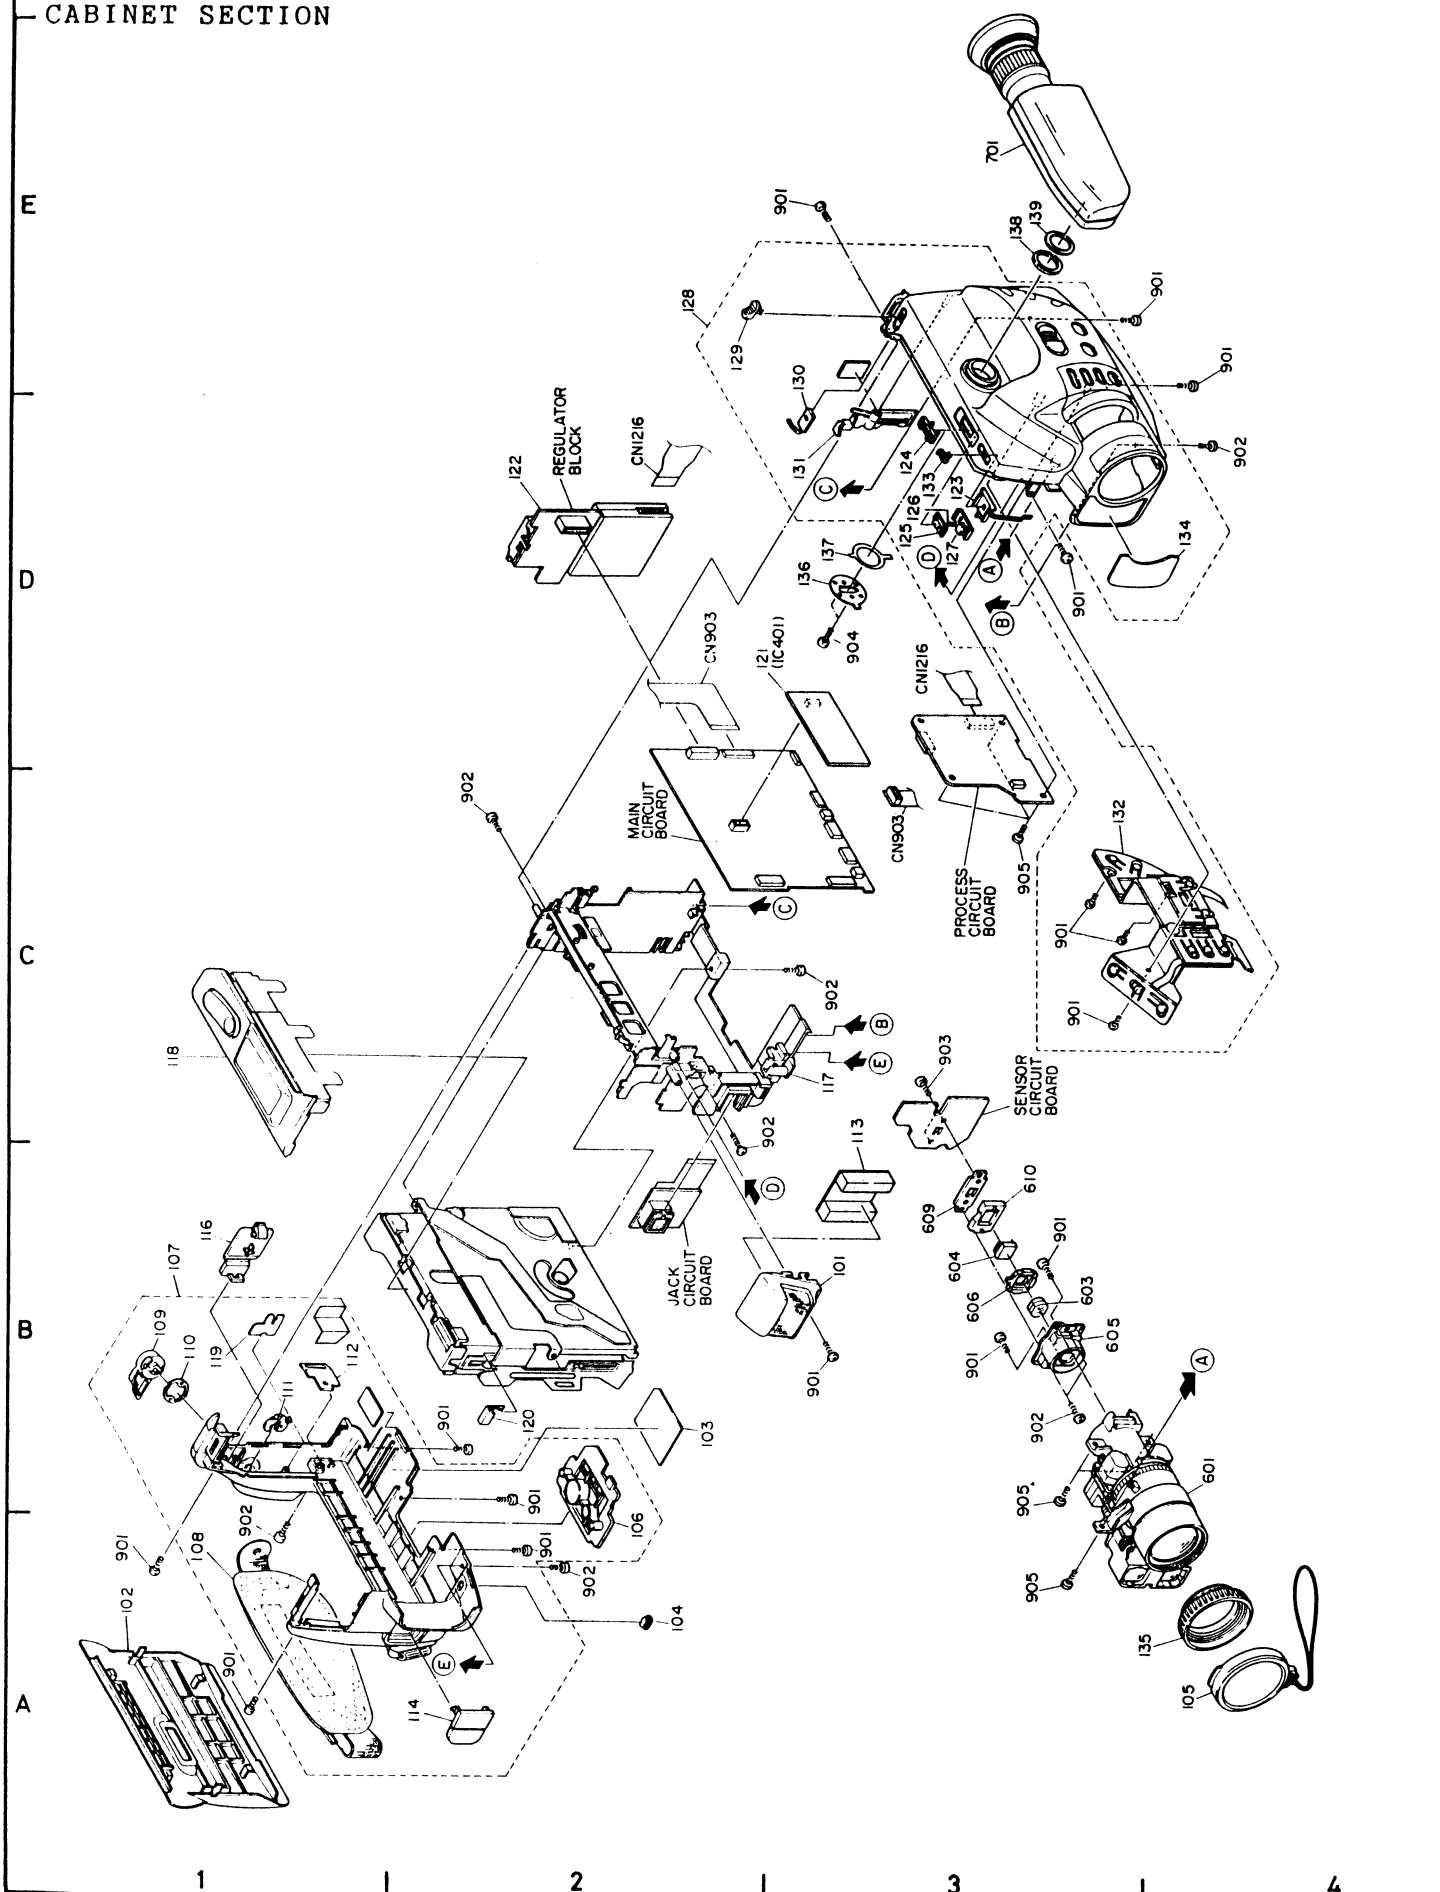 CABINET SECTION
E
D
C
B
A
1
2
3
4
701
901
139
138
128
129
901
130
901
131
124
133
123
902
126
125
127
C
D
A
B
137
136
904
901
134
122
REGULATOR
BLOCK
CN1216
CN903
121
(IC401)
CN1216
902
MAIN
CIRCUIT
BOARD
CN903
905
PROCESS
CIRCUIT
BOARD
132
901
901
C
902
B
E
117
118
903
SENSOR
CIRCUIT
BOARD
902
D
113
116
107
109
110
119
112
111
JACK
CIRCUIT
BOARD
101
901
609
610
604
901
606
603
605
901
902
A
120
901
103
901
106
901
902
104
902
108
901
102
901
E
114
905
601
905
135
105